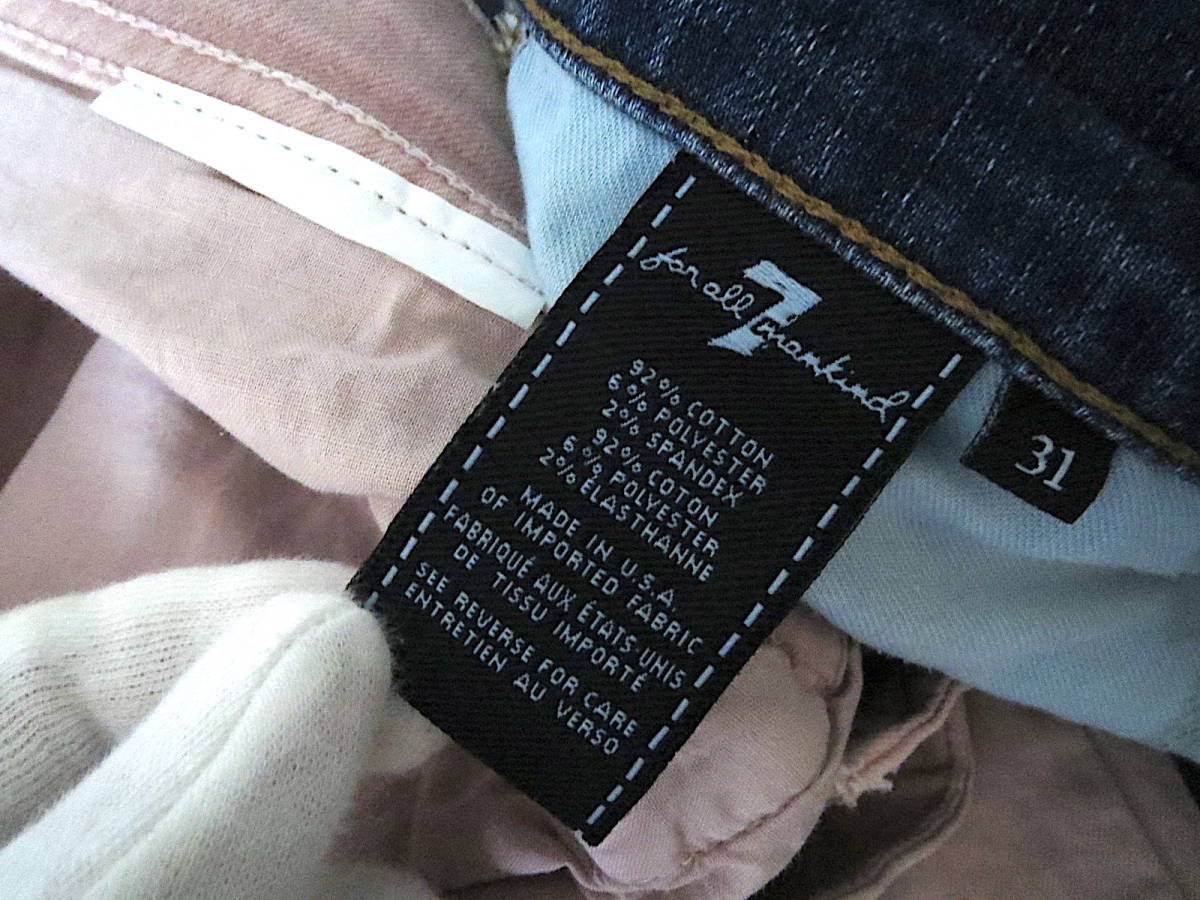 for all 7 mankind
92% COTTON
6% POLYESTER
2% SPANDEX
92% COTON
6% POLYESTER
2% ÉLASTHANNE
MADE IN U.S.A.
OF IMPORTED FABRIC
FABRIQUÉ AUX ÉTATS-UNIS
DE TISSU IMPORTÉ
SEE REVERSE FOR CARE
ENTRETIEN AU VERSO
31